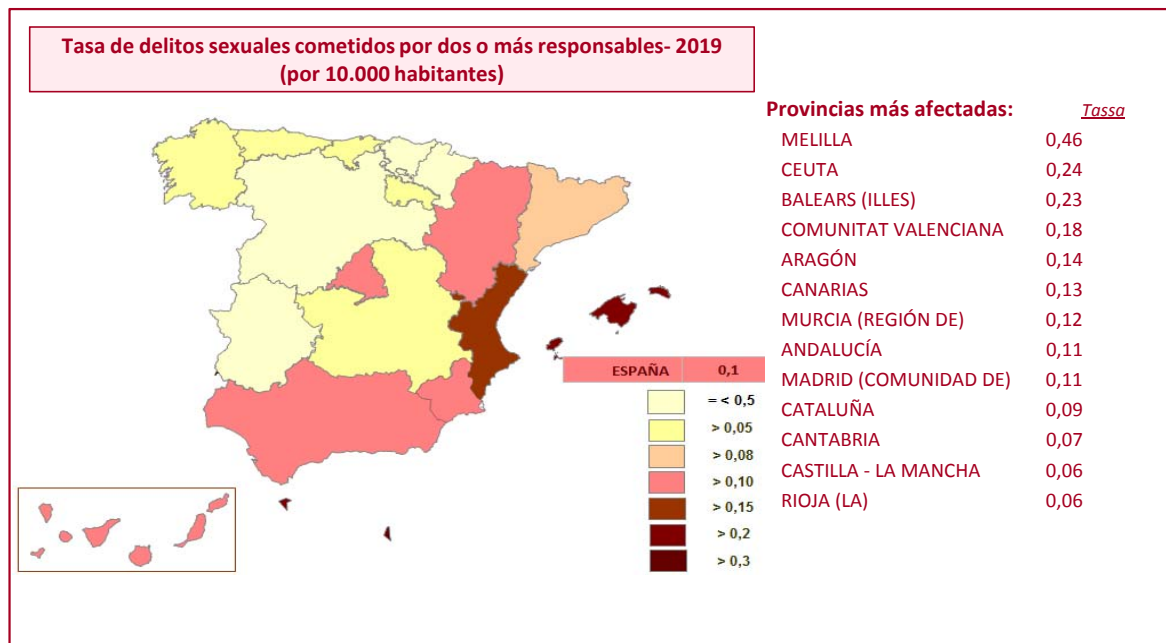 Tasa de delitos sexuales cometidos por dos o más responsables- 2019
(por 10.000 habitantes)
Provincias más afectadas: Tassa
MELILLA 0,46
CEUTA 0,24
BALEARS (ILLES) 0,23
COMUNITAT VALENCIANA 0,18
ARAGÓN 0,14
CANARIAS 0,13
MURCIA (REGIÓN DE) 0,12
ANDALUCÍA 0,11
MADRID (COMUNIDAD DE) 0,11
CATALUÑA 0,09
CANTABRIA 0,07
CASTILLA - LA MANCHA 0,06
RIOJA (LA) 0,06
ESPAÑA 0,1
= < 0,5
> 0,05
> 0,08
> 0,10
> 0,15
> 0,2
> 0,3